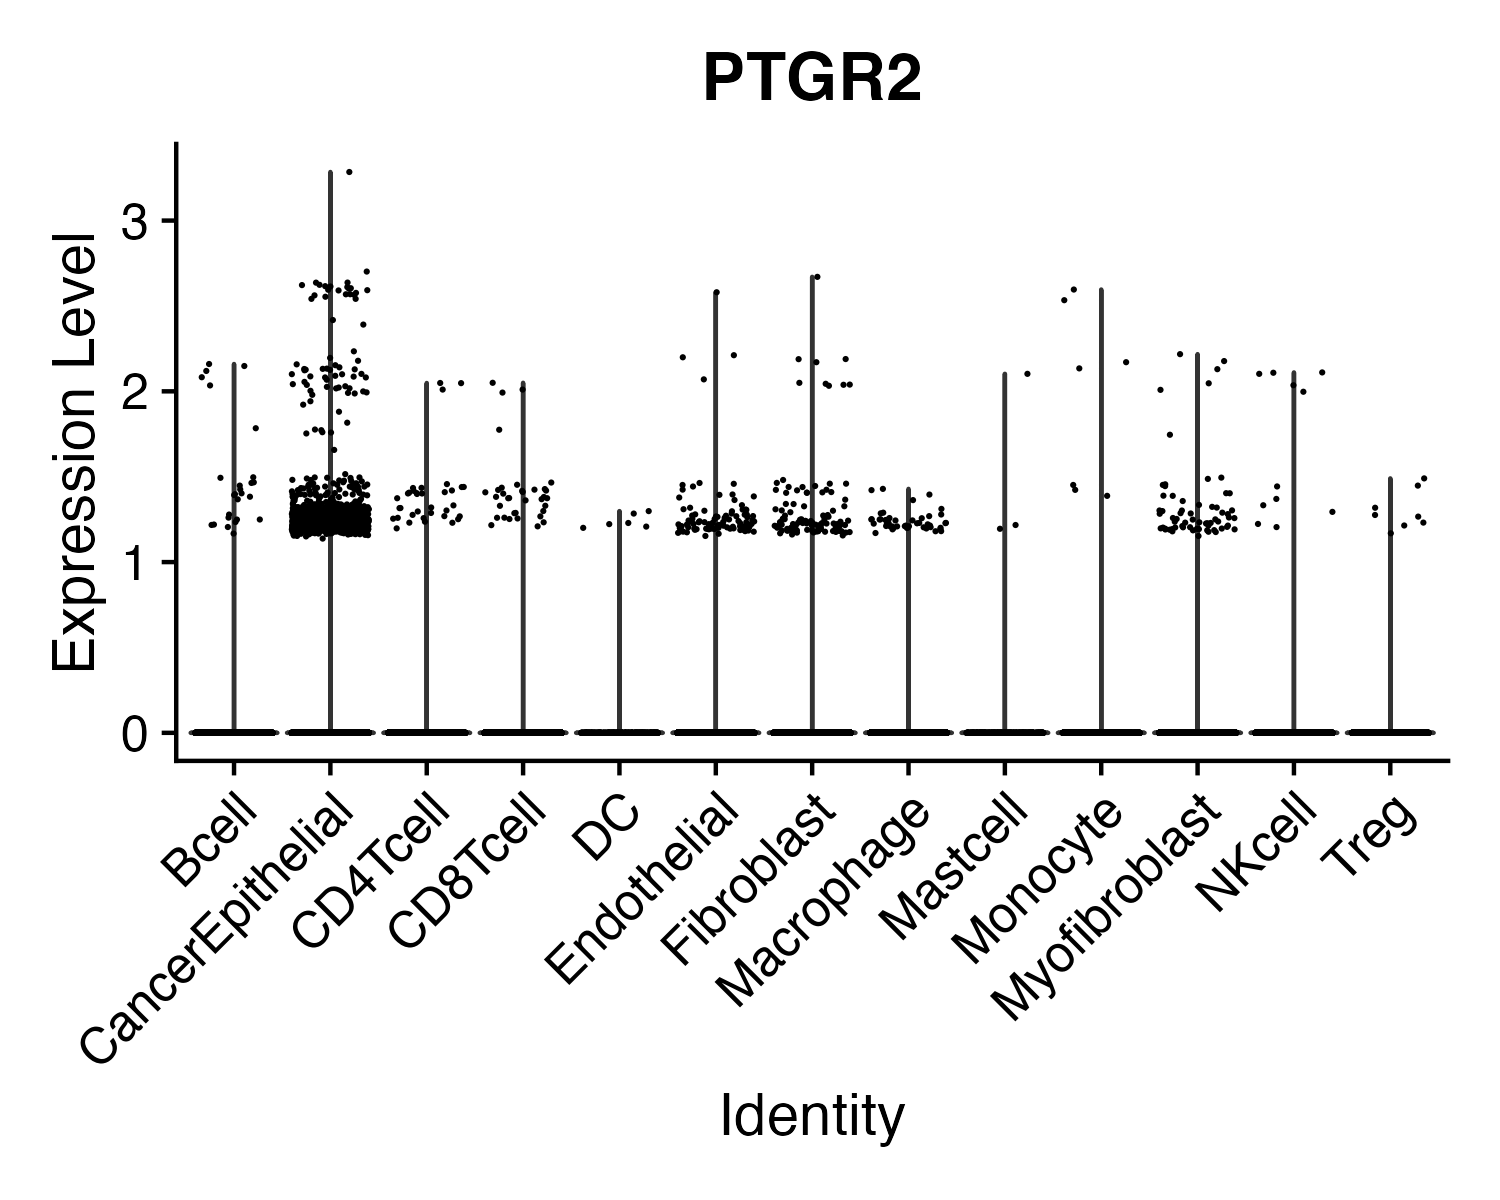 PTGR2
Expression Level
3
2
1
0
Bcell
CancerEpithelial
CD4Tcell
CD8Tcell
DC
Endothelial
Fibroblast
Macrophage
Mastcell
Monocyte
Myofibroblast
NKcell
Treg
Identity